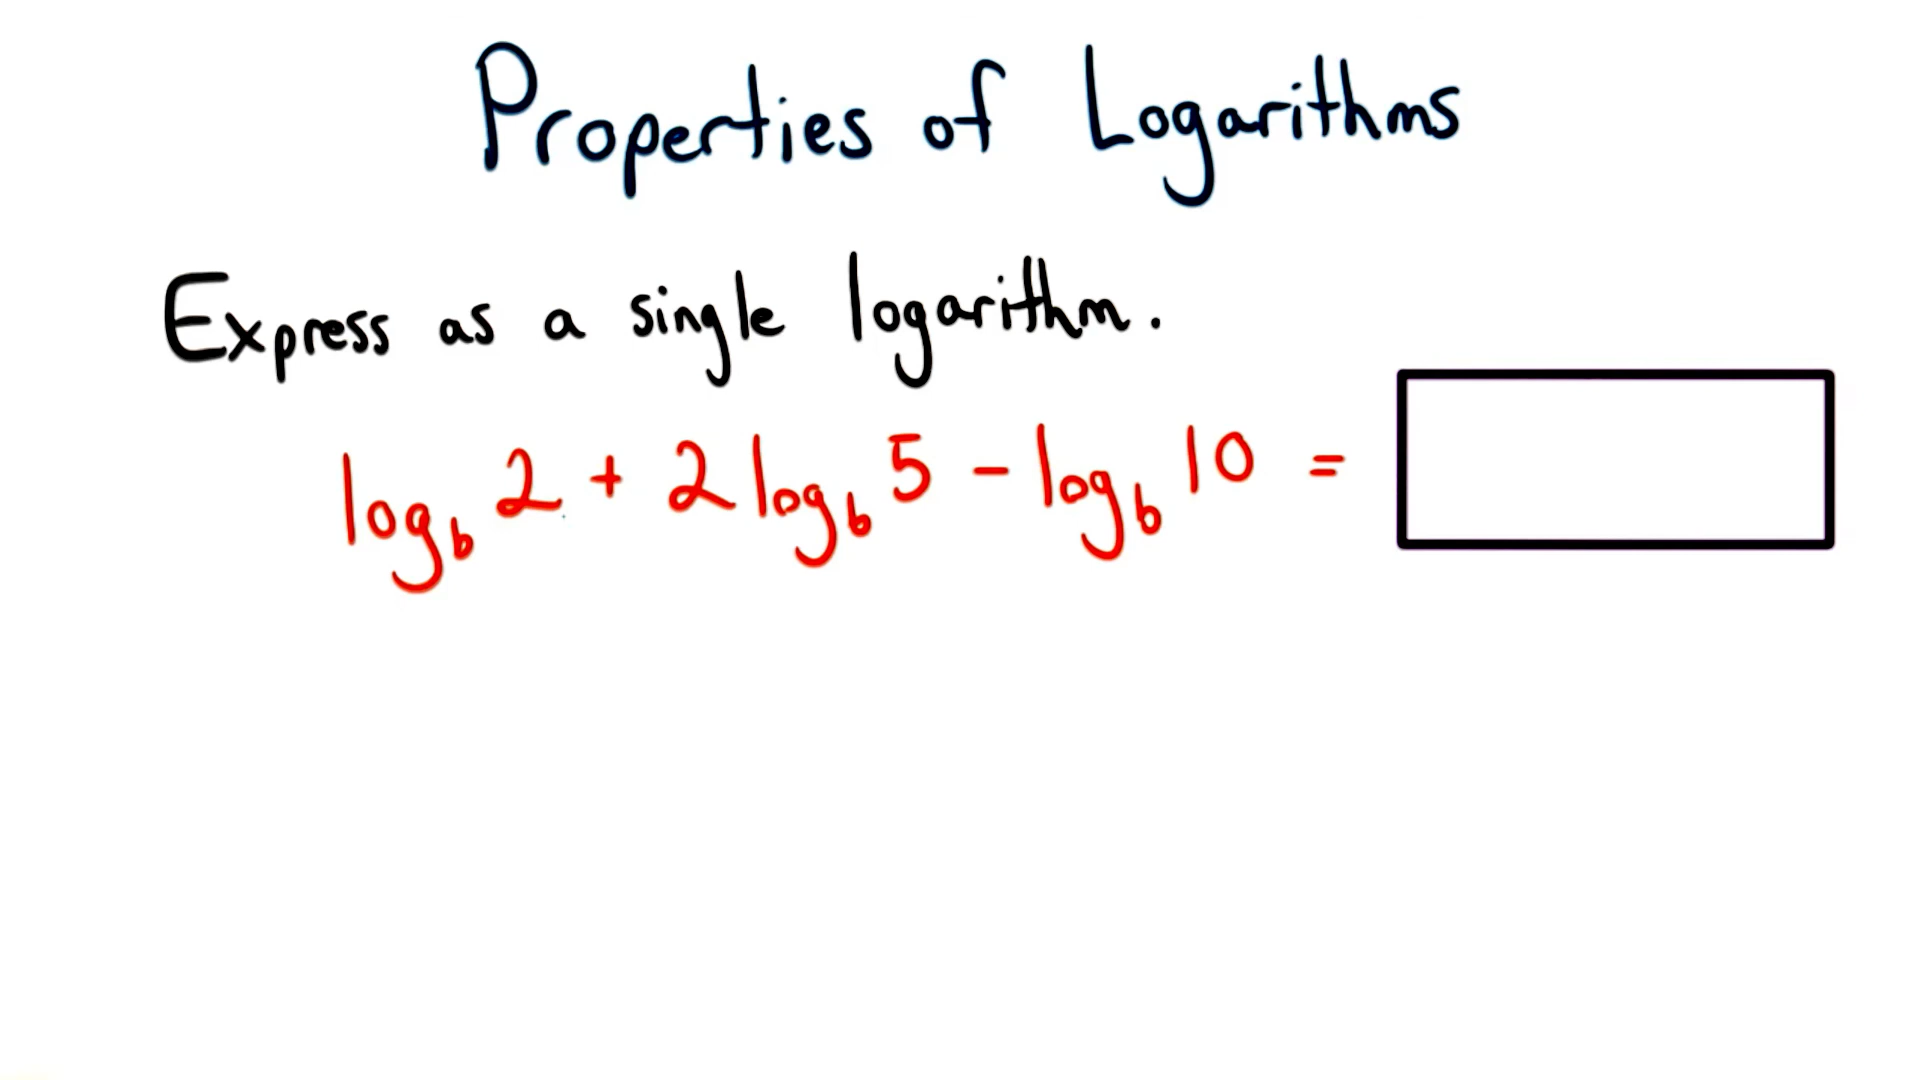 Properties of Logarithms
Express as a single logarithm.
log_b 2 + 2 log_b 5 - log_b 10 =